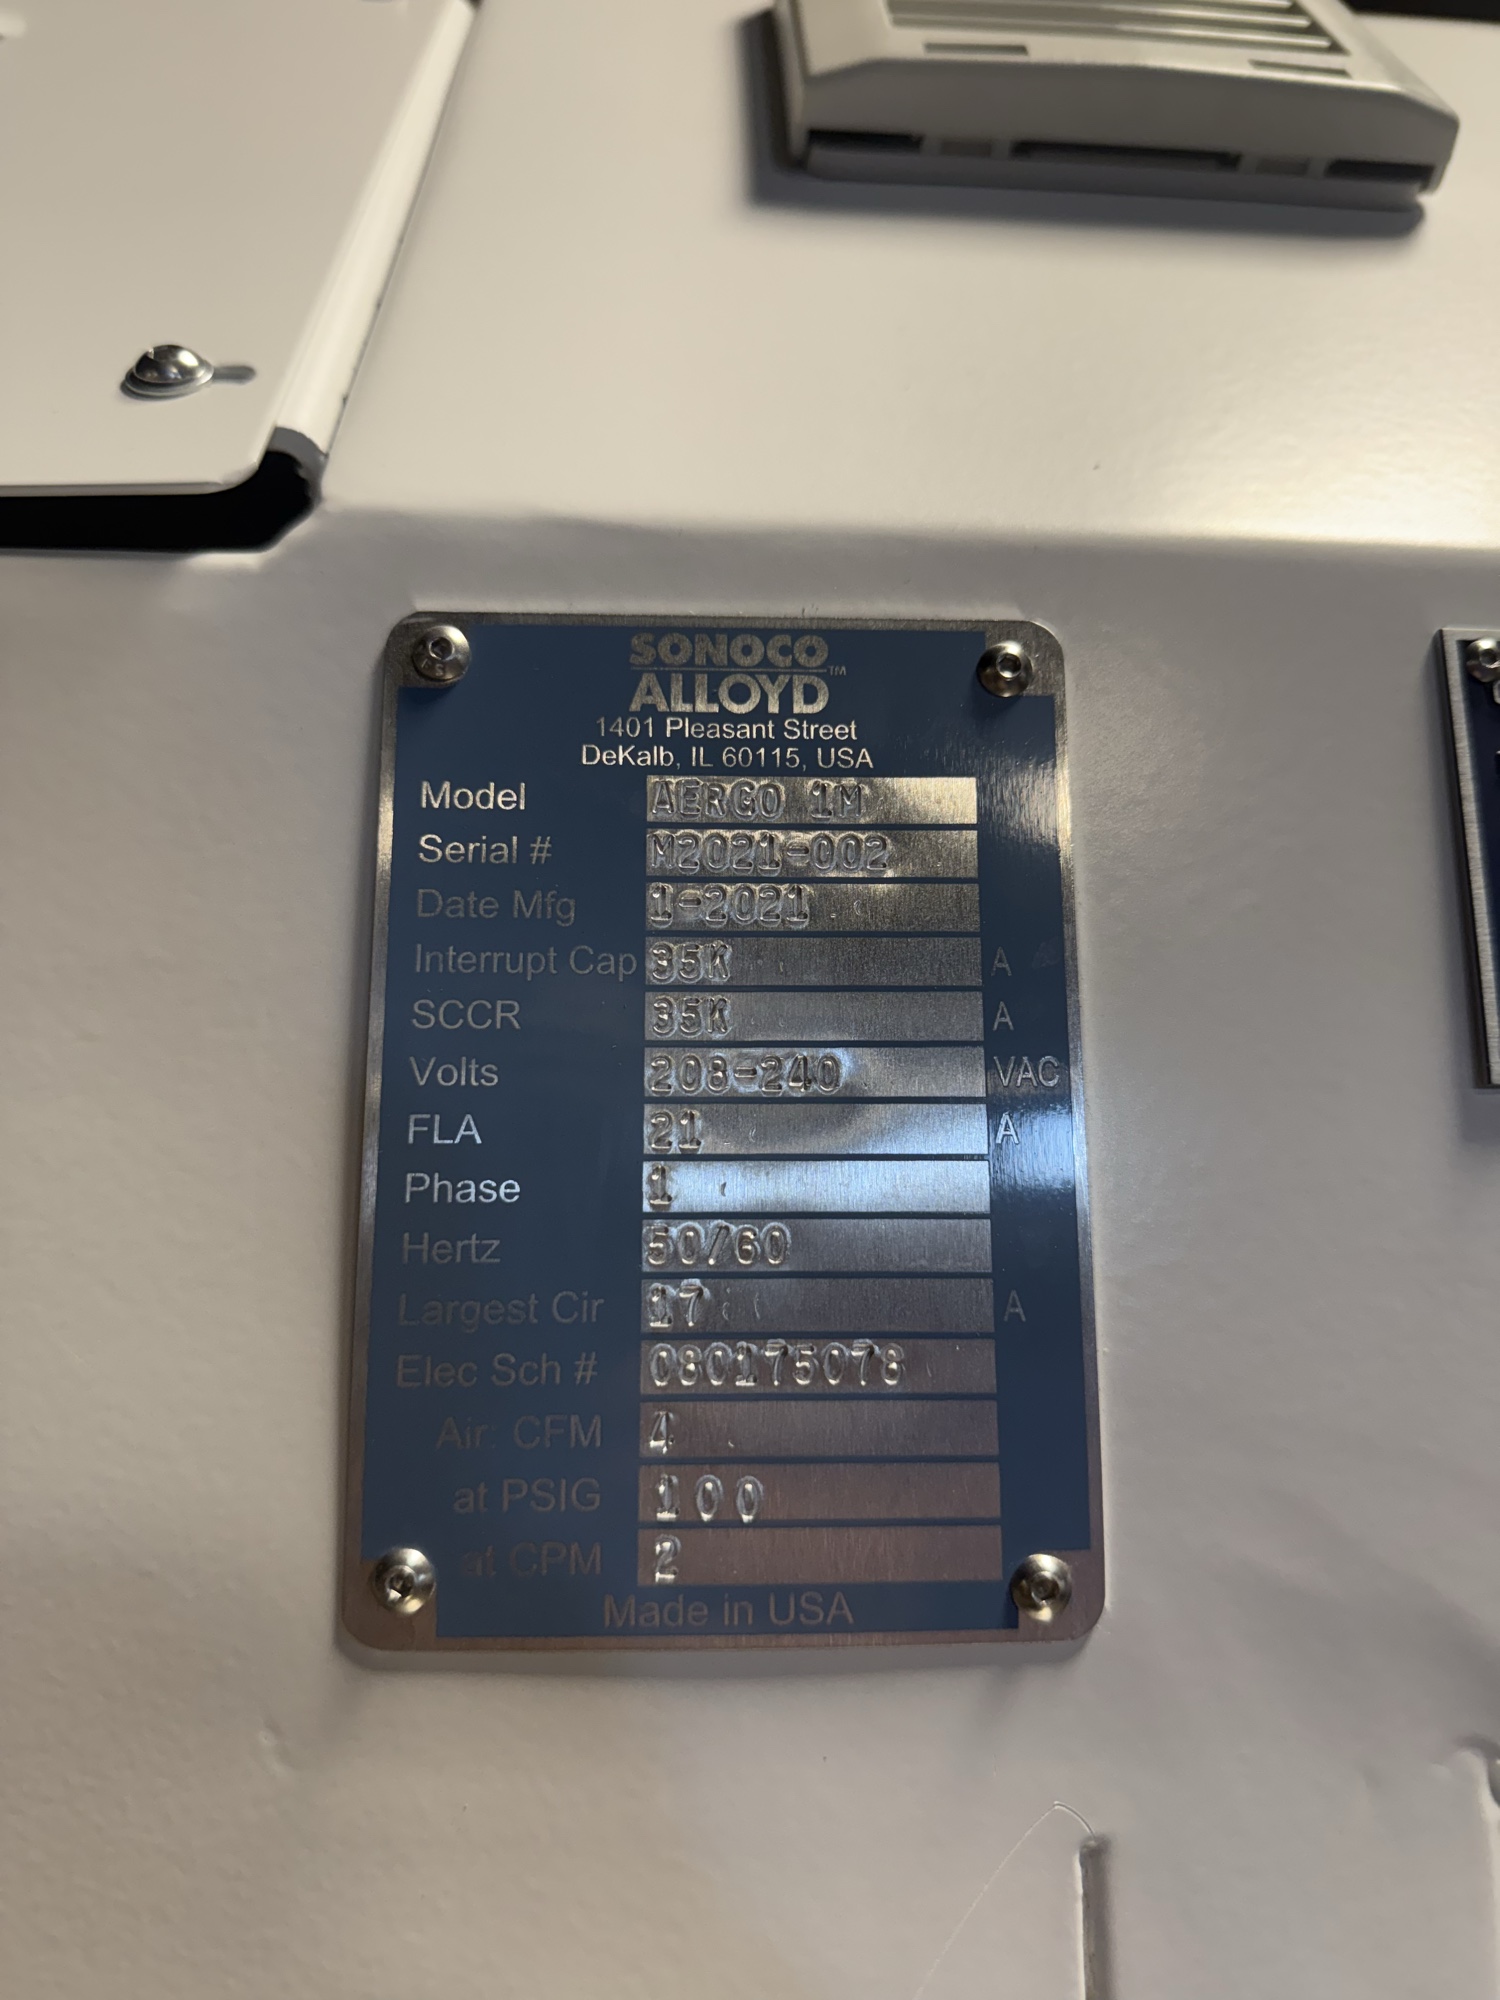 SONOCO
ALLOYD™
1401 Pleasant Street
DeKalb, IL 60115, USA
Model AERGO 1M
Serial # M2021-002
Date Mfg 1-2021
Interrupt Cap 35K A
SCCR 35K A
Volts 208-240 VAC
FLA 21 A
Phase 1
Hertz 50/60
Largest Cir 17 A
Elec Sch # 080175078
Air: CFM 4
at PSIG 100
at CPM 2
Made in USA